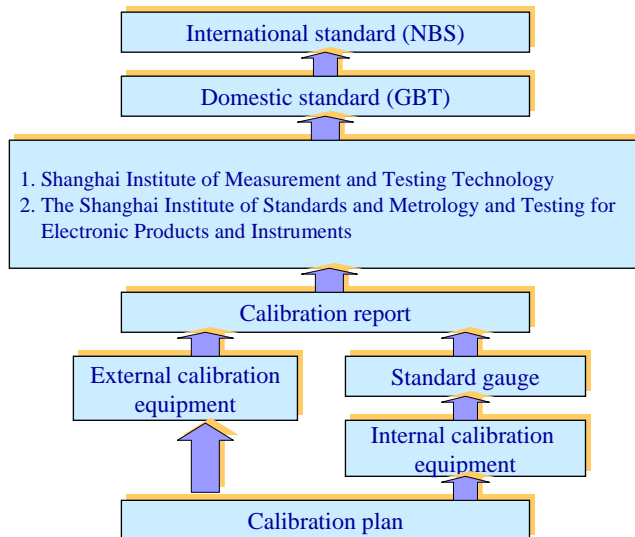 International standard (NBS)
Domestic standard (GBT)
1. Shanghai Institute of Measurement and Testing Technology
2. The Shanghai Institute of Standards and Metrology and Testing for
Electronic Products and Instruments
Calibration report
External calibration
equipment
Standard gauge
Internal calibration
equipment
Calibration plan